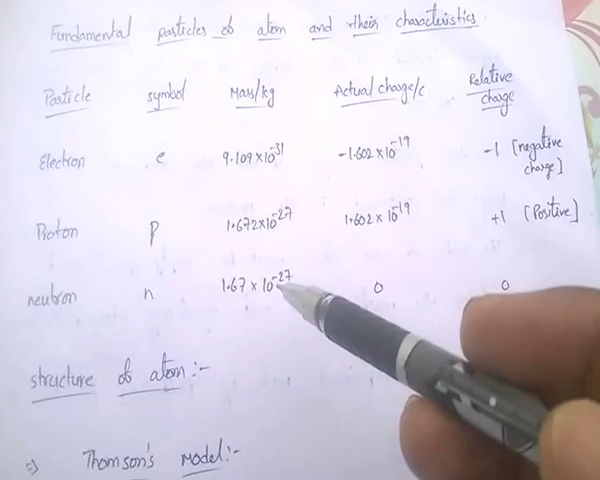 Fundamental particles of atom and their characteristics
Particle symbol Mass/kg Actual charge/c Relative charge
Electron e 9.109×10⁻³¹ -1.602×10⁻¹⁹ -1 [negative charge]
Proton p 1.672×10⁻²⁷ 1.602×10⁻¹⁹ +1 [Positive]
neutron n 1.67×10⁻²⁷ 0 0
structure of atom:-
⇒ Thomson's Model:-